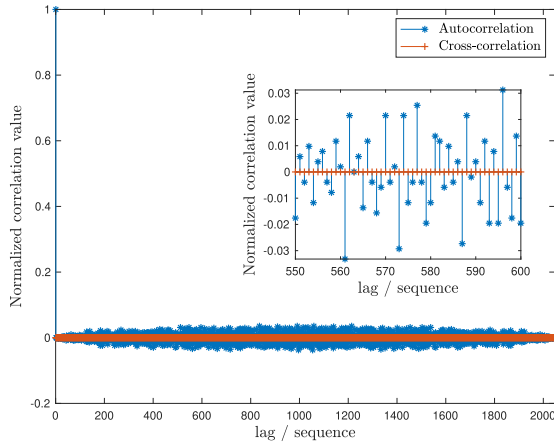 1
0.8
0.6
0.4
0.2
0
-0.2
Normalized correlation value
0 200 400 600 800 1000 1200 1400 1600 1800 2000
lag / sequence
Autocorrelation
Cross-correlation
0.03
0.02
0.01
0
-0.01
-0.02
-0.03
Normalized correlation value
550 560 570 580 590 600
lag / sequence